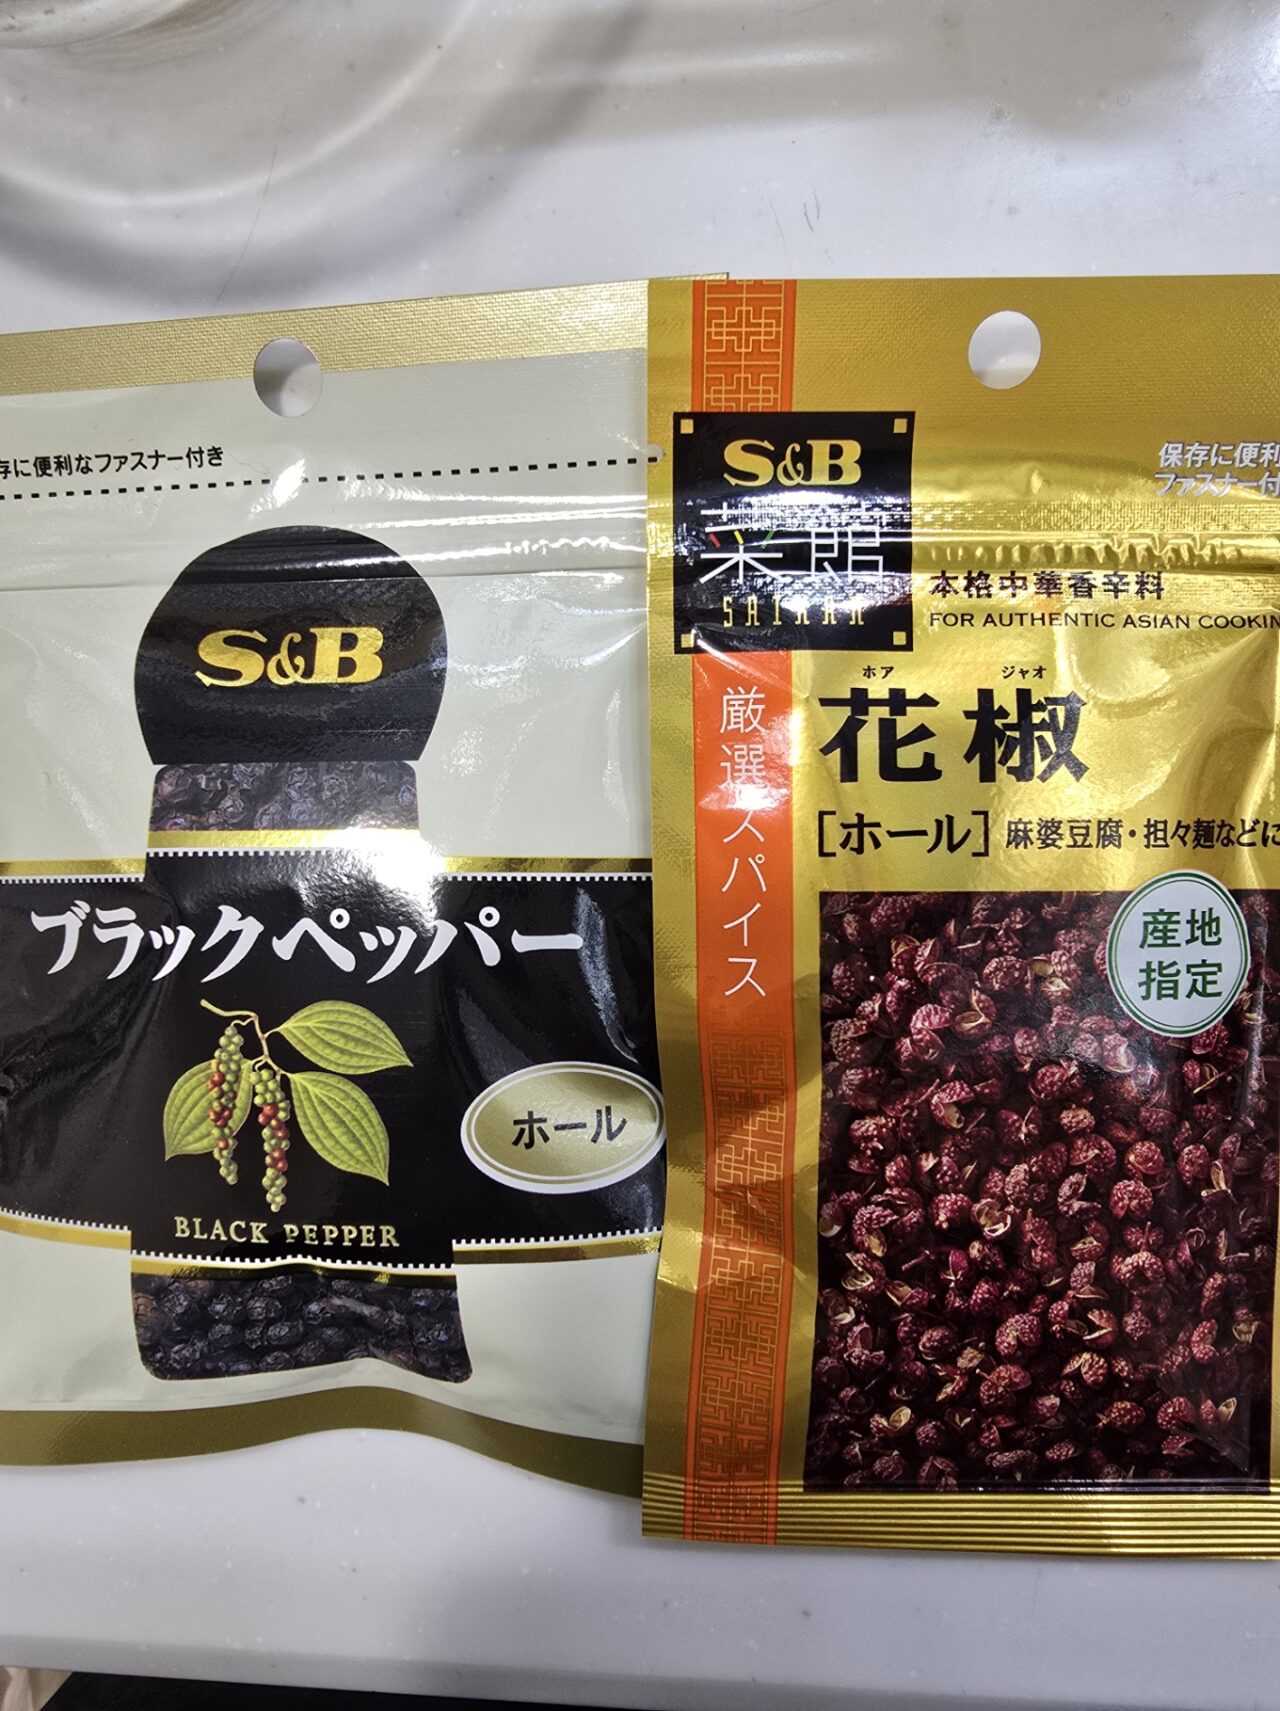 存に便利なファスナー付き
S&B
ブラックペッパー
ホール
BLACK PEPPER
S&B
菜館
SAIKAN
保存に便利
ファスナー付
本格中華香辛料
FOR AUTHENTIC ASIAN COOKIN
ホア ジャオ
花椒
[ホール] 麻婆豆腐・担々麺などに
厳選スパイス
産地
指定